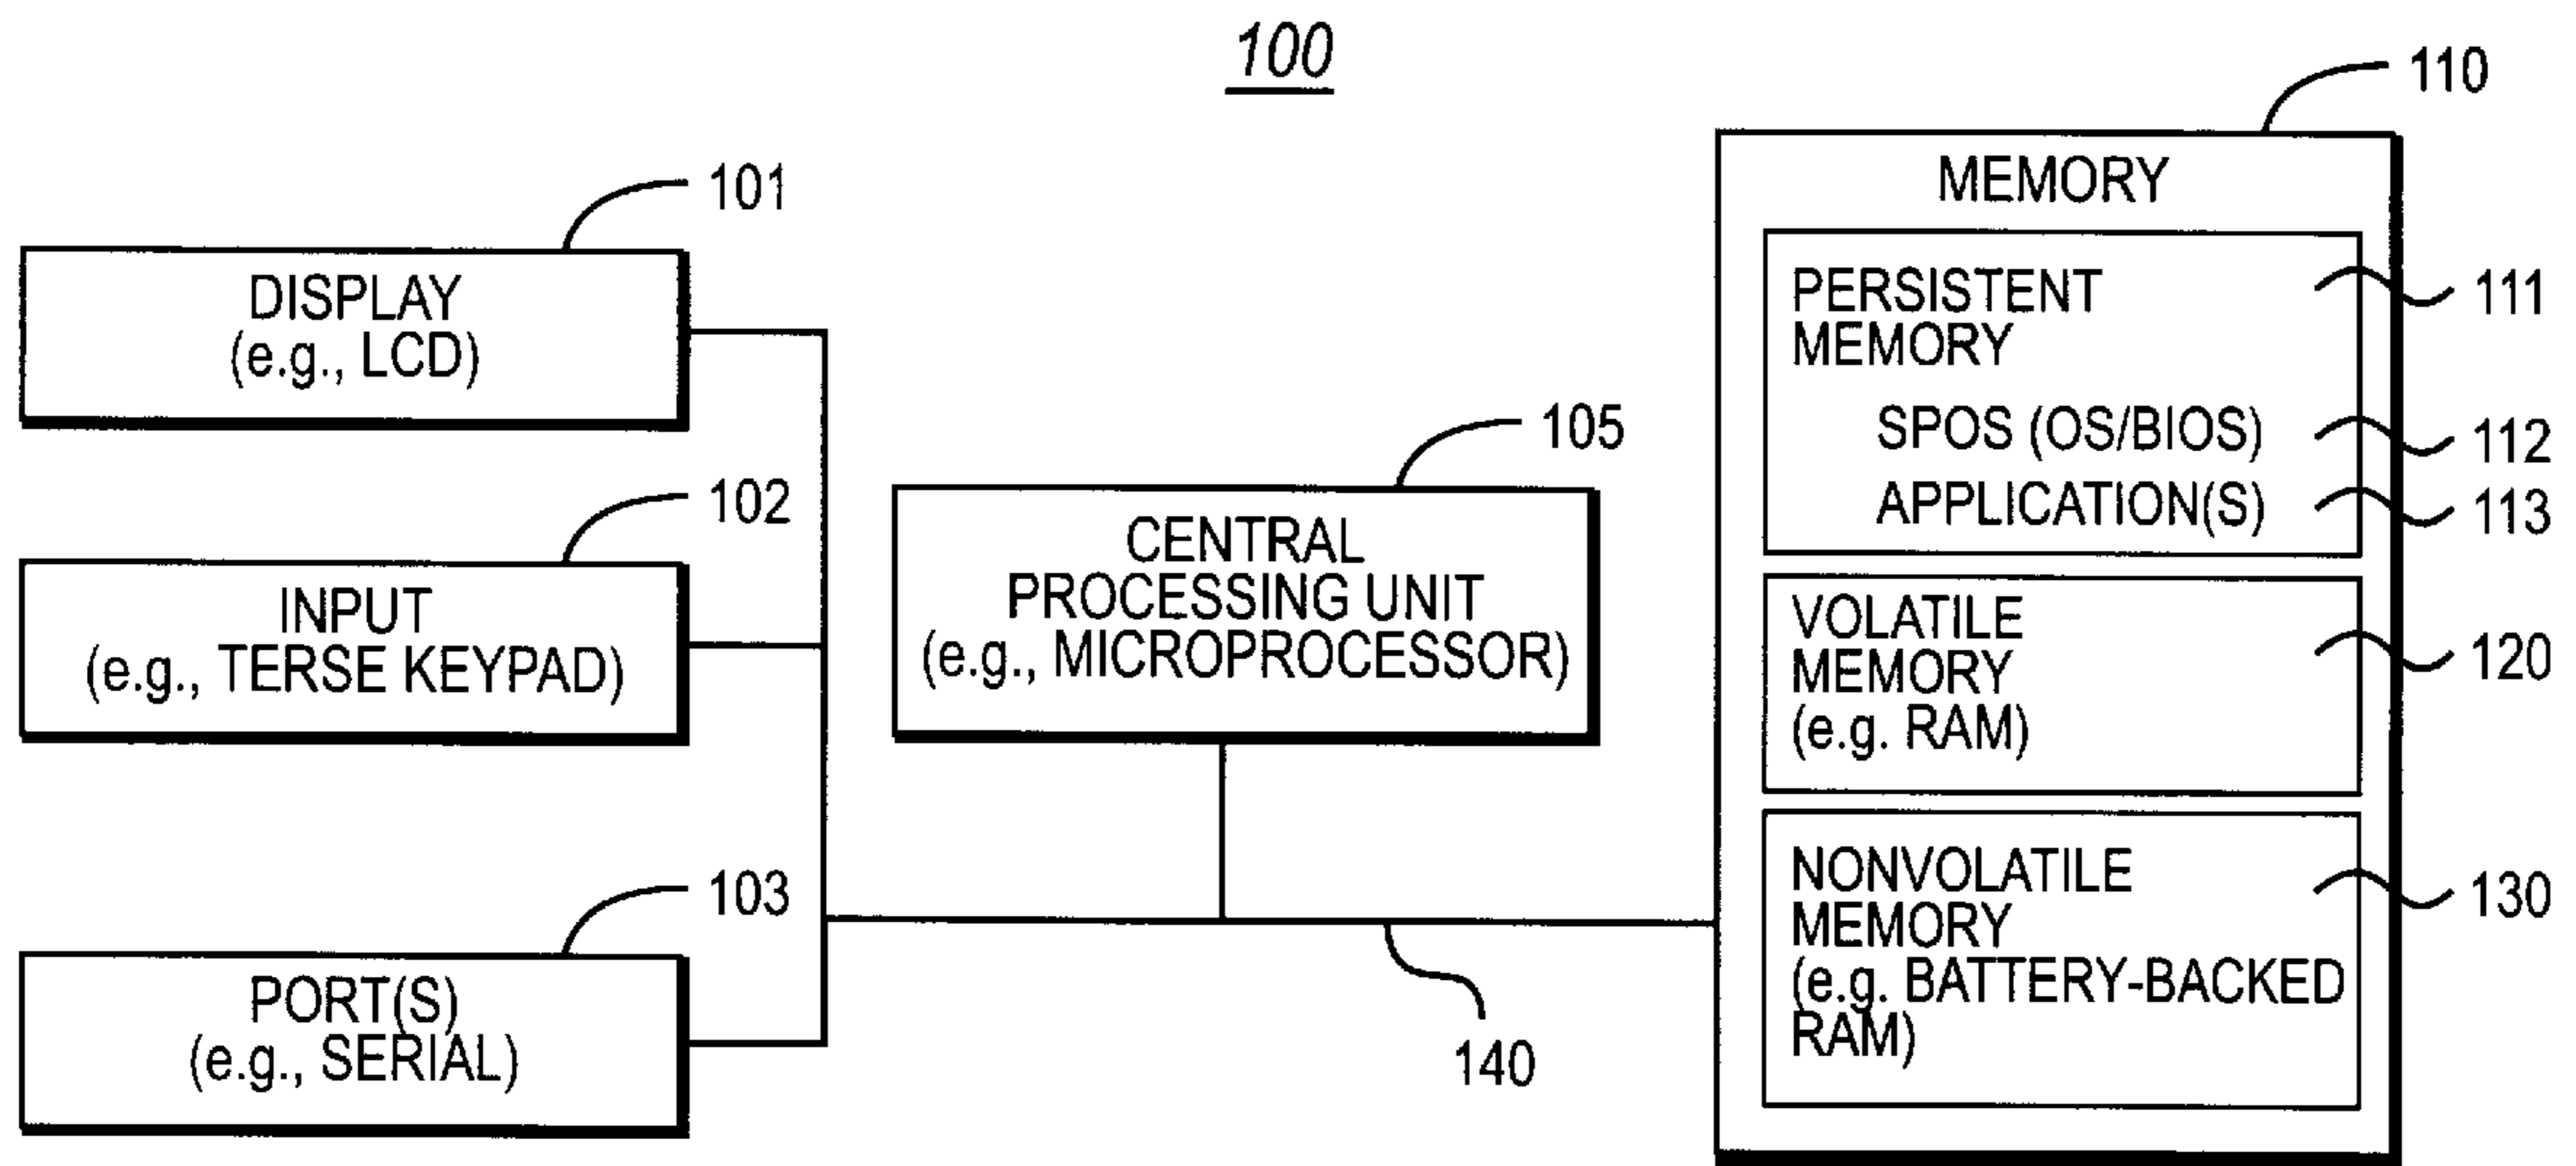 100
101
DISPLAY
(e.g., LCD)
102
INPUT
(e.g., TERSE KEYPAD)
103
PORT(S)
(e.g., SERIAL)
105
CENTRAL
PROCESSING UNIT
(e.g., MICROPROCESSOR)
140
110
MEMORY
PERSISTENT
MEMORY
111
SPOS (OS/BIOS)
112
APPLICATION(S)
113
VOLATILE
MEMORY
(e.g. RAM)
120
NONVOLATILE
MEMORY
(e.g. BATTERY-BACKED
RAM)
130